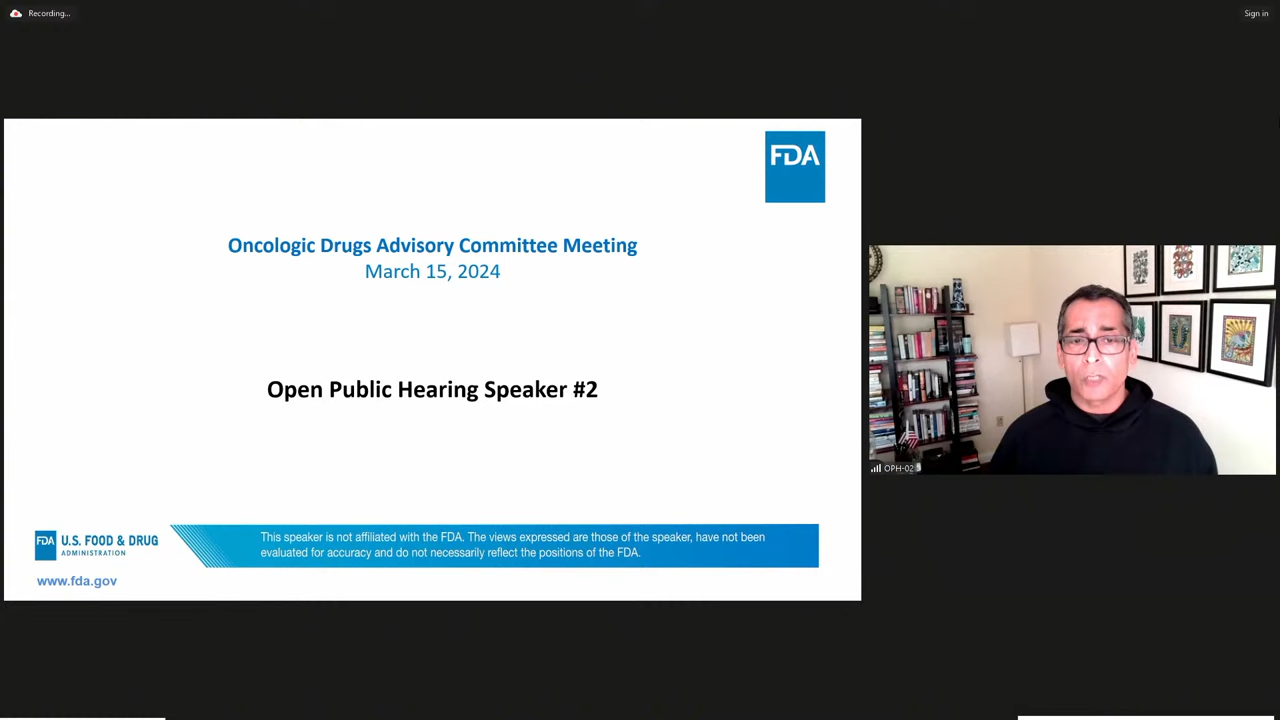 Recording...
Sign in
FDA
Oncologic Drugs Advisory Committee Meeting
March 15, 2024
Open Public Hearing Speaker #2
FDA
U.S. FOOD & DRUG
ADMINISTRATION
This speaker is not affiliated with the FDA. The views expressed are those of the speaker, have not been
evaluated for accuracy and do not necessarily reflect the positions of the FDA.
www.fda.gov
OPH-02